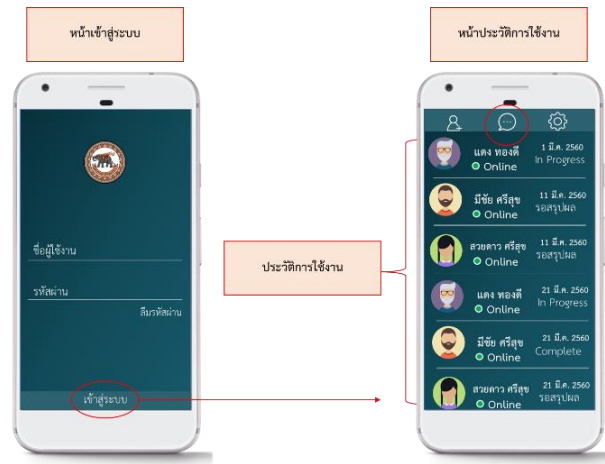 หน้าเข้าสู่ระบบ
หน้าประวัติการใช้งาน
ชื่อผู้ใช้งาน
รหัสผ่าน
ลืมรหัสผ่าน
เข้าสู่ระบบ
ประวัติการใช้งาน
แดง ทองดี 1 มี.ค. 2560
Online In Progress
มีชัย ศรีสุข 11 มี.ค. 2560
Online รอสรุปผล
สวยดาว ศรีสุข 11 มี.ค. 2560
Online รอสรุปผล
แดง ทองดี 21 มี.ค. 2560
Online In Progress
มีชัย ศรีสุข 21 มี.ค. 2560
Online Complete
สวยดาว ศรีสุข 21 มี.ค. 2560
Online รอสรุปผล